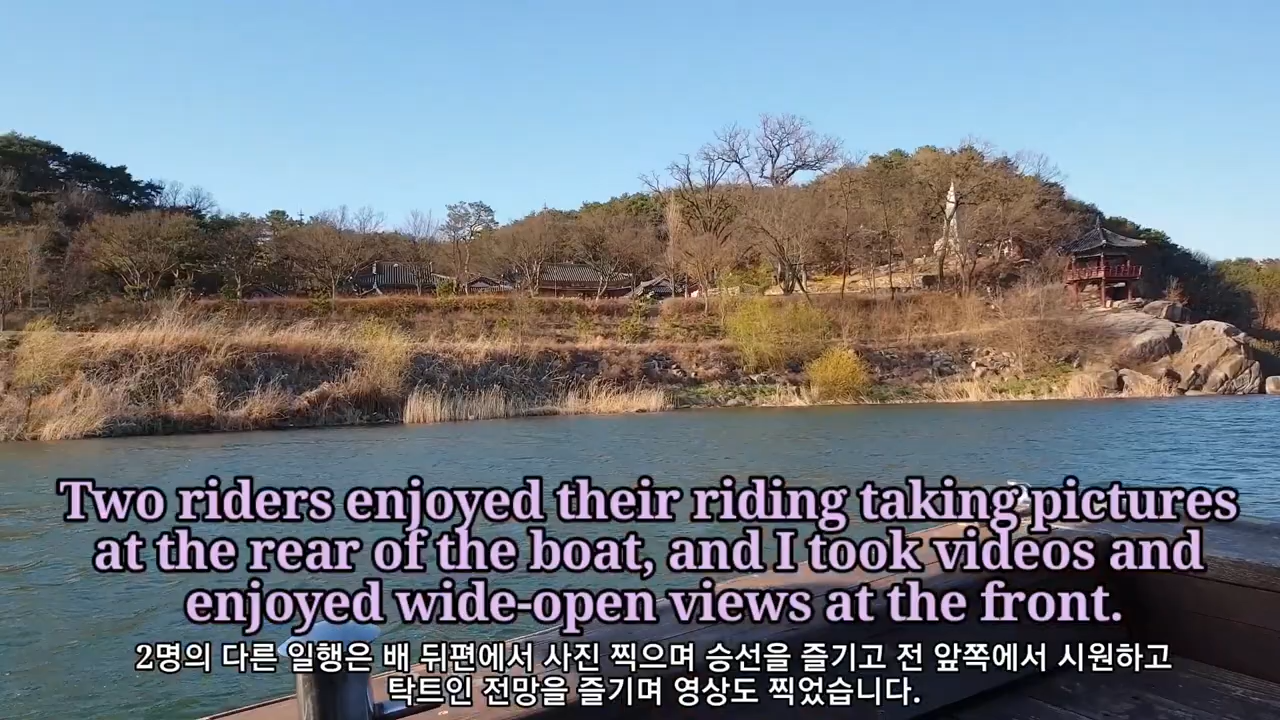 Two riders enjoyed their riding taking pictures
at the rear of the boat, and I took videos and
enjoyed wide-open views at the front.
2명의 다른 일행은 배 뒤편에서 사진 찍으며 승선을 즐기고 전 앞쪽에서 시원하고
탁트인 전망을 즐기며 영상도 찍었습니다.